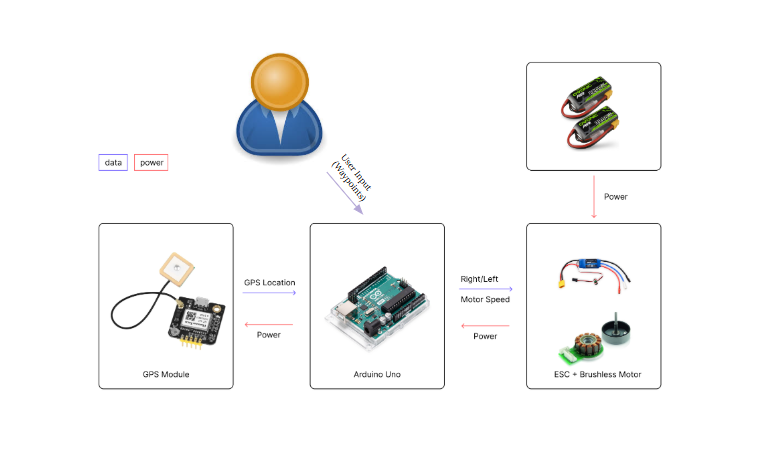 User Input
(Waypoints)
data
power
Power
GPS Location
Power
Right/Left
Motor Speed
Power
GPS Module
Arduino Uno
ESC + Brushless Motor